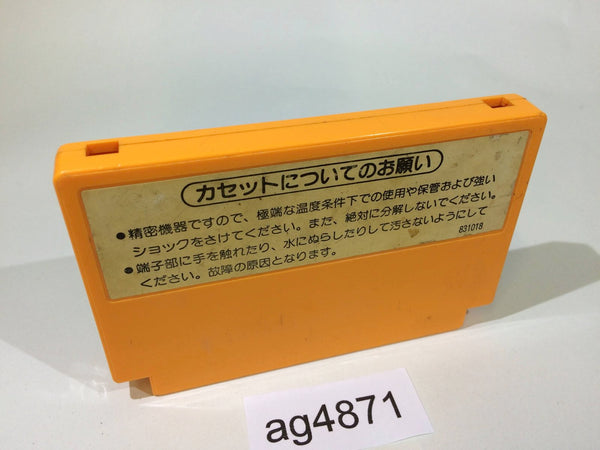 カセットについてのお願い
●精密機器ですので、極端な温度条件下での使用や保管および強い
ショックをさけてください。また、絶対に分解しないでください。
●端子部に手を触れたり、水にぬらしたりして汚さないようにして
ください。故障の原因となります。
831018
ag4871